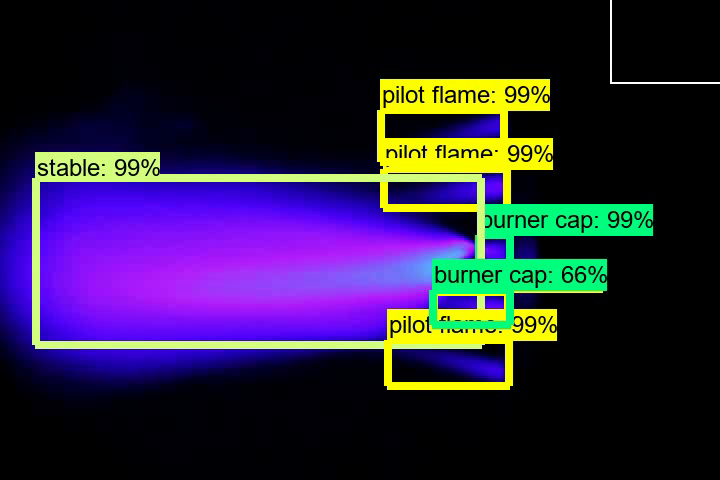 pilot flame: 99%
pilot flame: 99%
stable: 99%
burner cap: 99%
burner cap: 66%
pilot flame: 99%